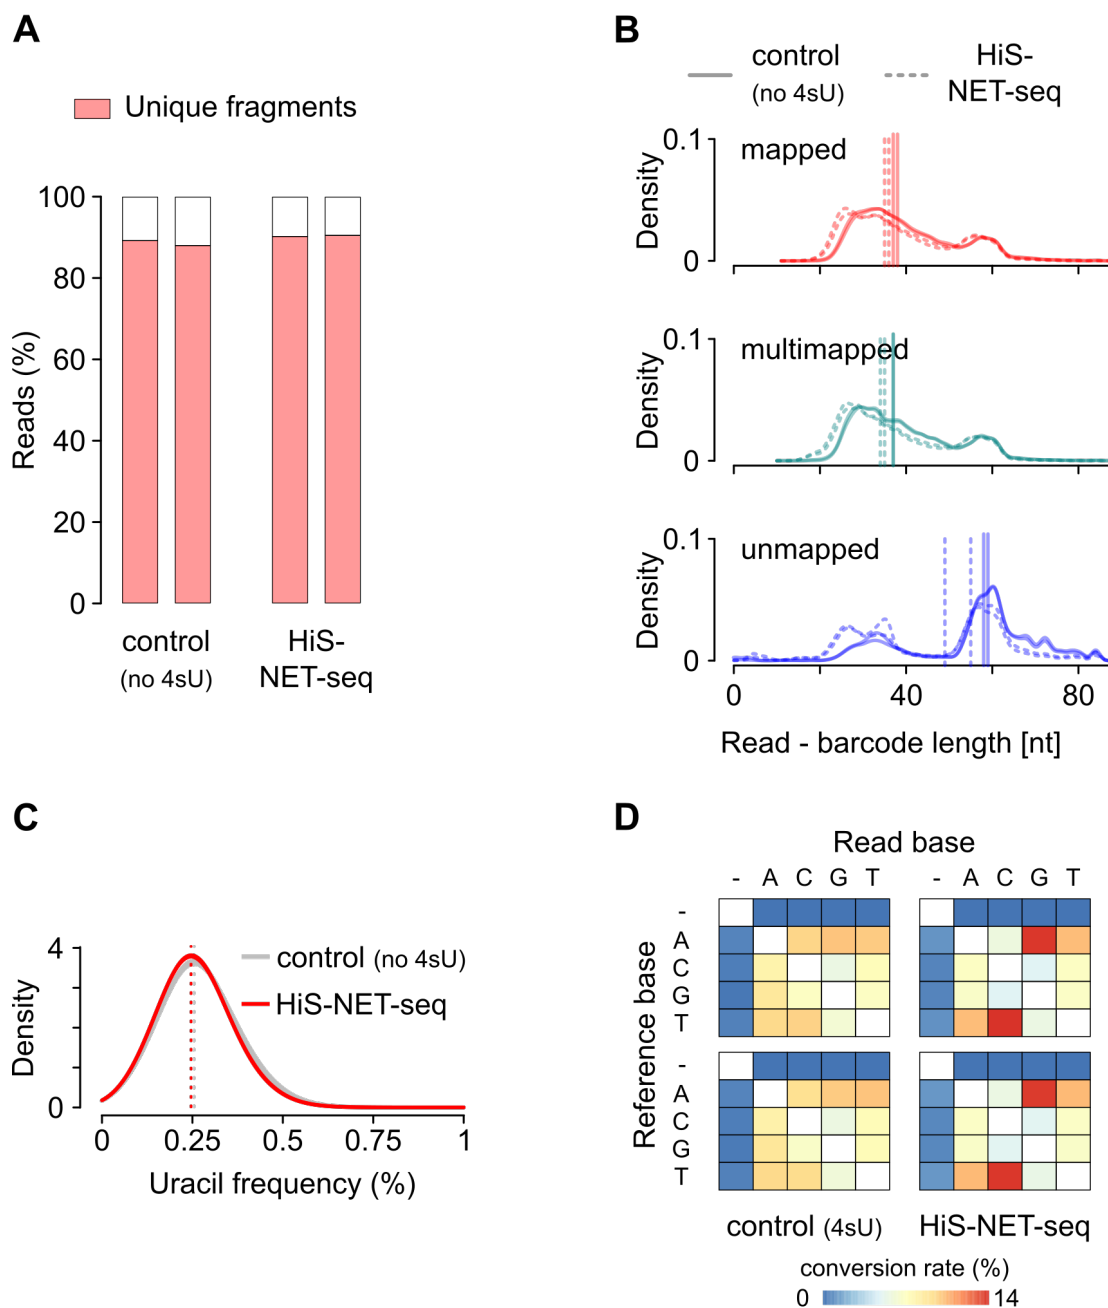 A
Unique fragments
100
80
60
40
20
0
Reads (%)
control
(no 4sU)
HiS-
NET-seq
B
control
(no 4sU)
HiS-
NET-seq
0.1
0
Density
mapped
0.1
0
Density
multimapped
0.1
0
Density
unmapped
0 40 80
Read - barcode length [nt]
C
4
0
Density
control (no 4sU)
HiS-NET-seq
0 0.25 0.5 0.75 1
Uracil frequency (%)
D
Read base
- A C G T - A C G T
Reference base
-
A
C
G
T
-
A
C
G
T
control (4sU) HiS-NET-seq
conversion rate (%)
0 14